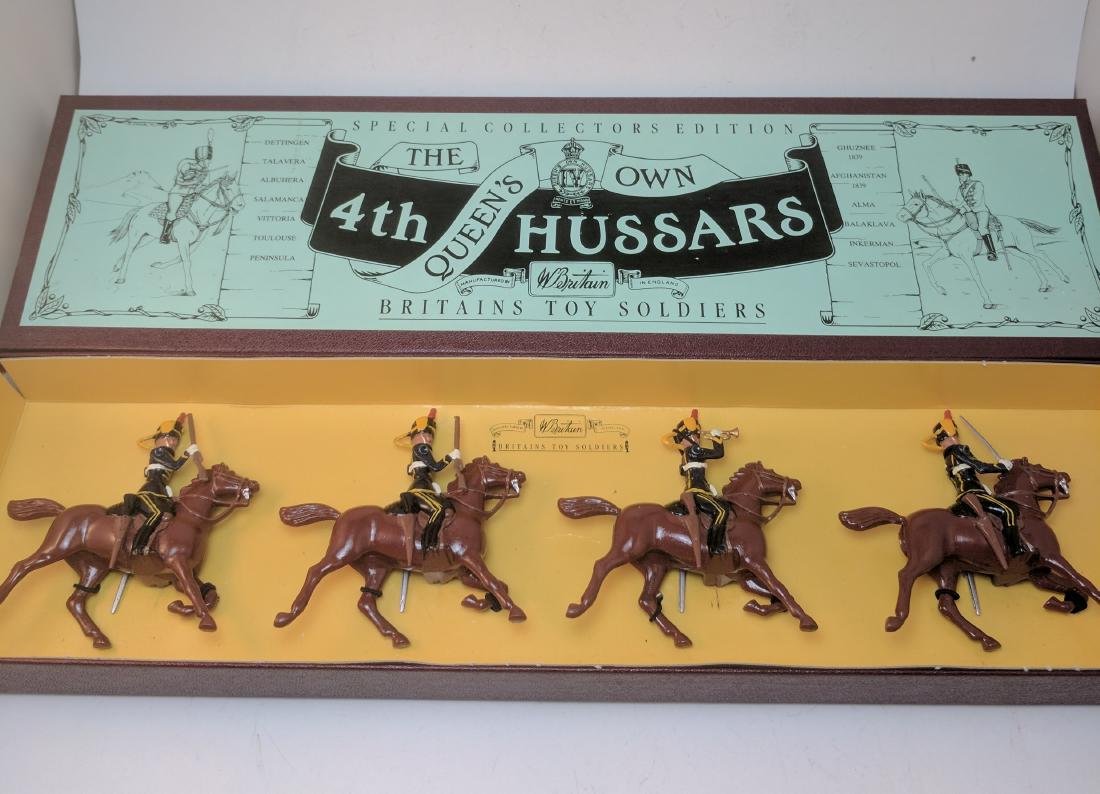 SPECIAL COLLECTORS EDITION
THE QUEEN'S OWN
4th HUSSARS
IV
MANUFACTURED BY W. Britain IN ENGLAND
BRITAINS TOY SOLDIERS
DETTINGEN
TALAVERA
ALBUHERA
SALAMANCA
VITTORIA
TOULOUSE
PENINSULA
GHUZNEE
1839
AFGHANISTAN
1839
ALMA
BALAKLAVA
INKERMAN
SEVASTOPOL
W. Britain
BRITAINS TOY SOLDIERS